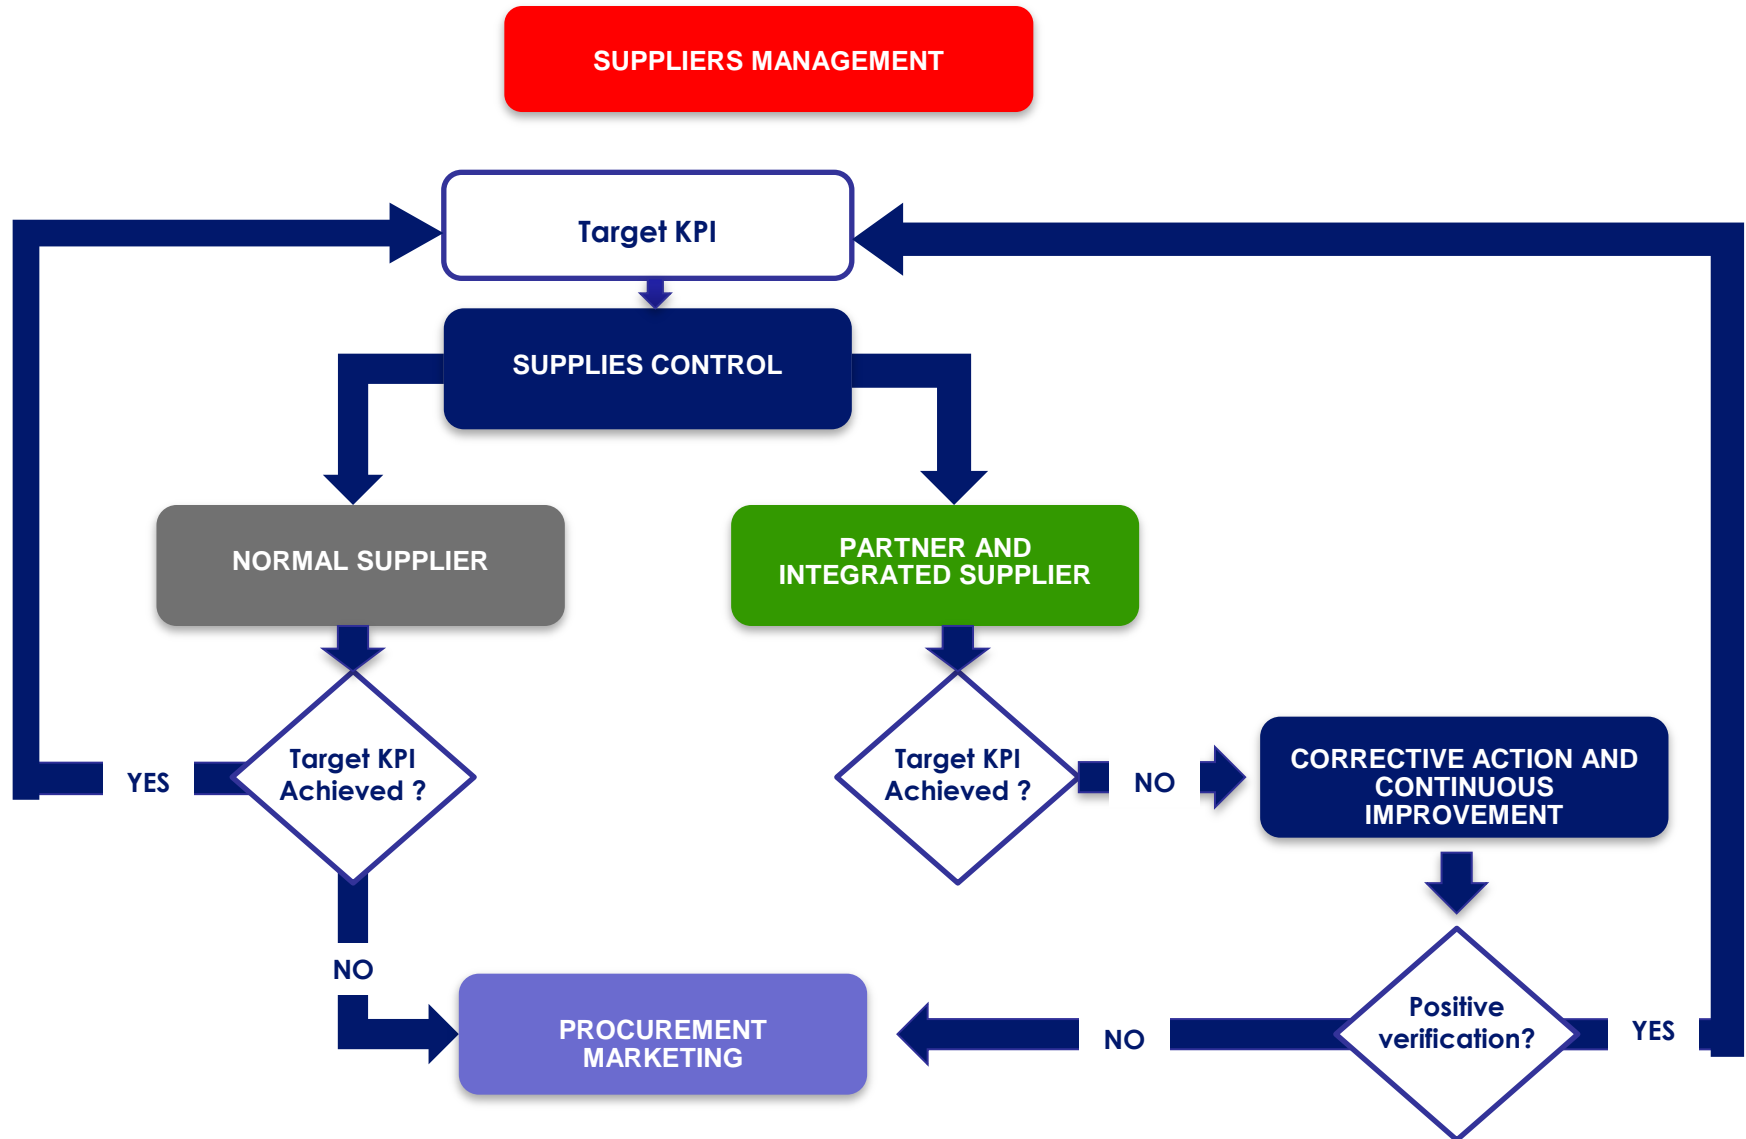 SUPPLIERS MANAGEMENT
Target KPI
SUPPLIES CONTROL
NORMAL SUPPLIER
PARTNER AND
INTEGRATED SUPPLIER
Target KPI
Achieved ?
YES
Target KPI
Achieved ?
NO
CORRECTIVE ACTION AND
CONTINUOUS
IMPROVEMENT
NO
PROCUREMENT
MARKETING
NO
Positive
verification?
YES